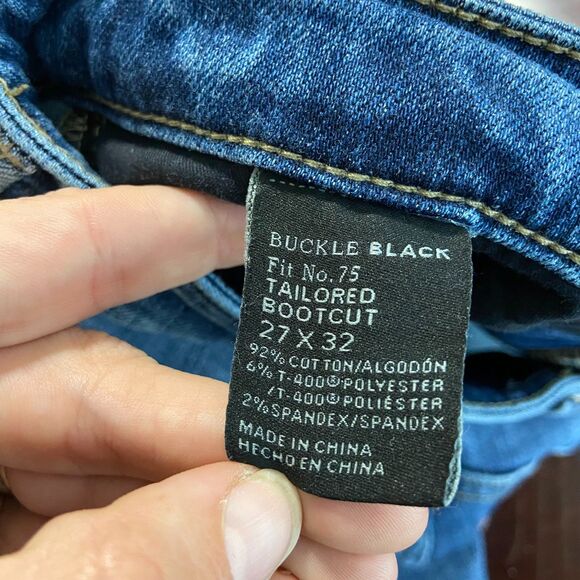 BUCKLE BLACK
Fit No. 75
TAILORED
BOOTCUT
27 X 32
92% COTTON/ALGODÓN
6% T-400® POLYESTER
/T-400® POLIÉSTER
2% SPANDEX/SPANDEX
MADE IN CHINA
HECHO EN CHINA